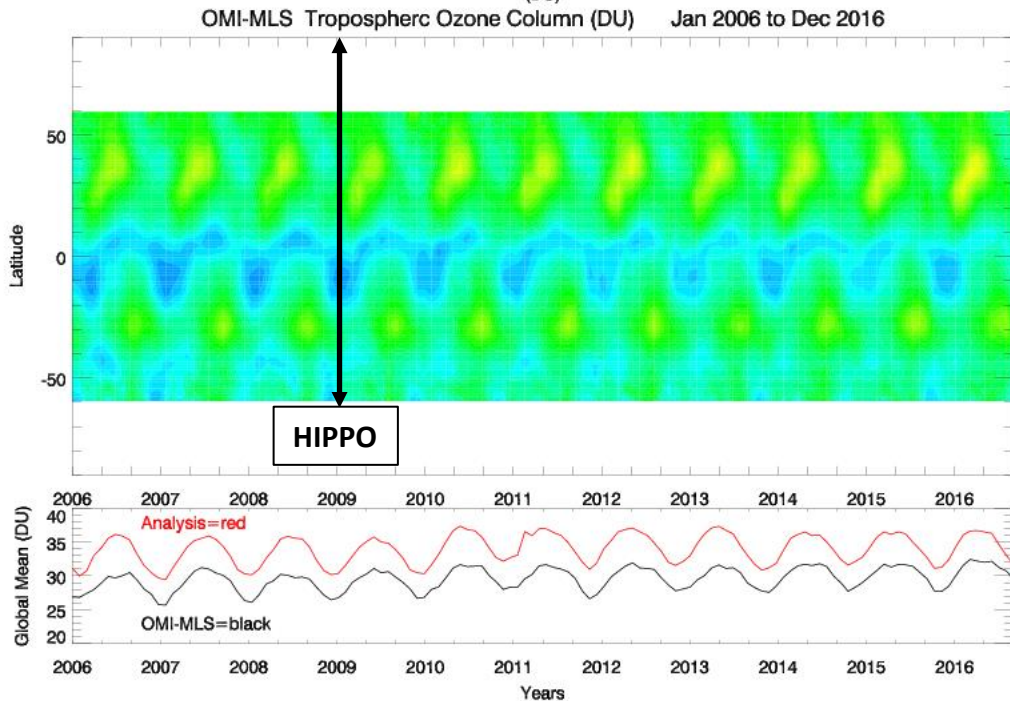 OMI-MLS Tropospherc Ozone Column (DU) Jan 2006 to Dec 2016
50
Latitude
0
-50
HIPPO
2006 2007 2008 2009 2010 2011 2012 2013 2014 2015 2016
40
Analysis=red
35
Global Mean (DU)
30
25
OMI-MLS=black
20
2006 2007 2008 2009 2010 2011 2012 2013 2014 2015 2016
Years